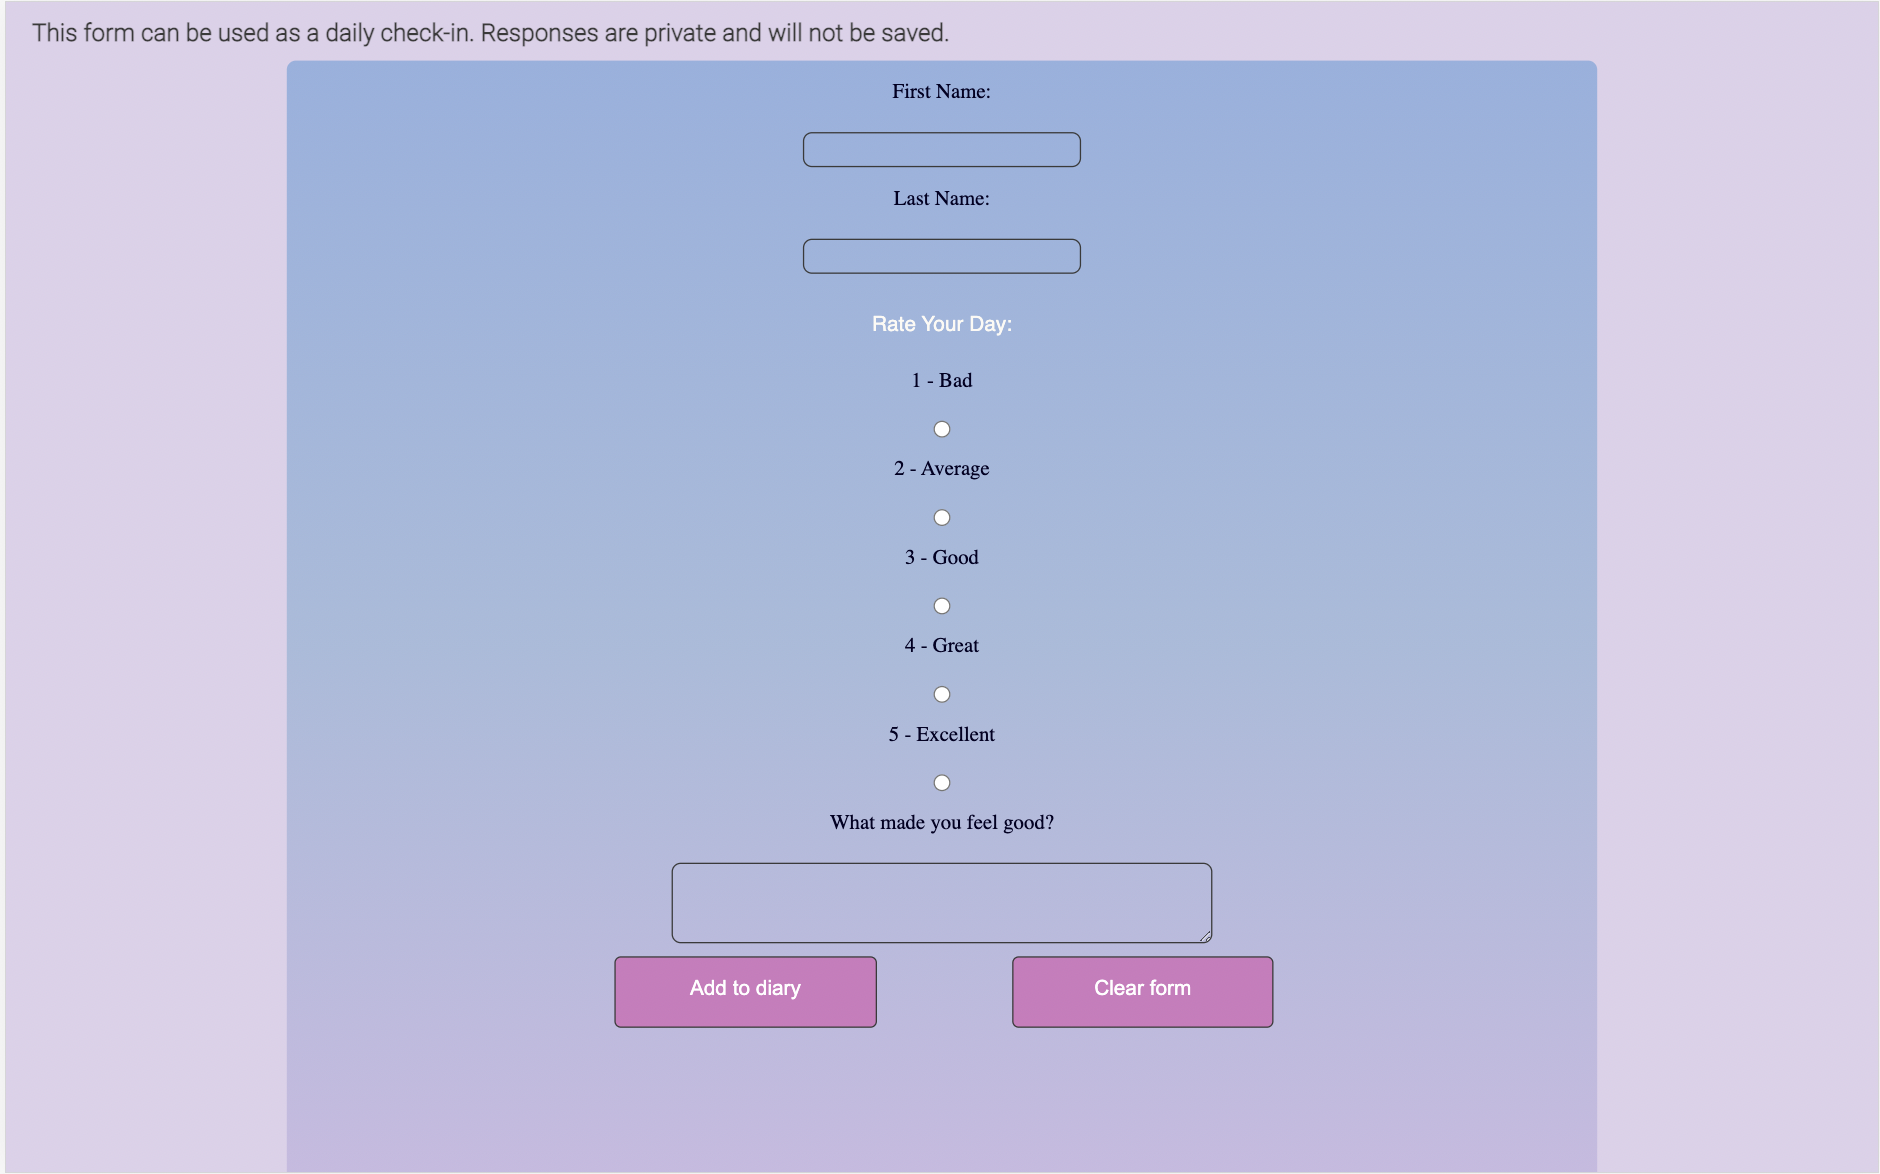 This form can be used as a daily check-in. Responses are private and will not be saved.
First Name:
Last Name:
Rate Your Day:
1 - Bad
2 - Average
3 - Good
4 - Great
5 - Excellent
What made you feel good?
Add to diary
Clear form